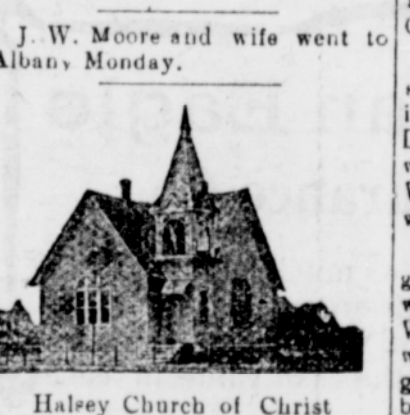 J. W. Moore and wife went to
Albany Monday.
Halsey Church of Christ